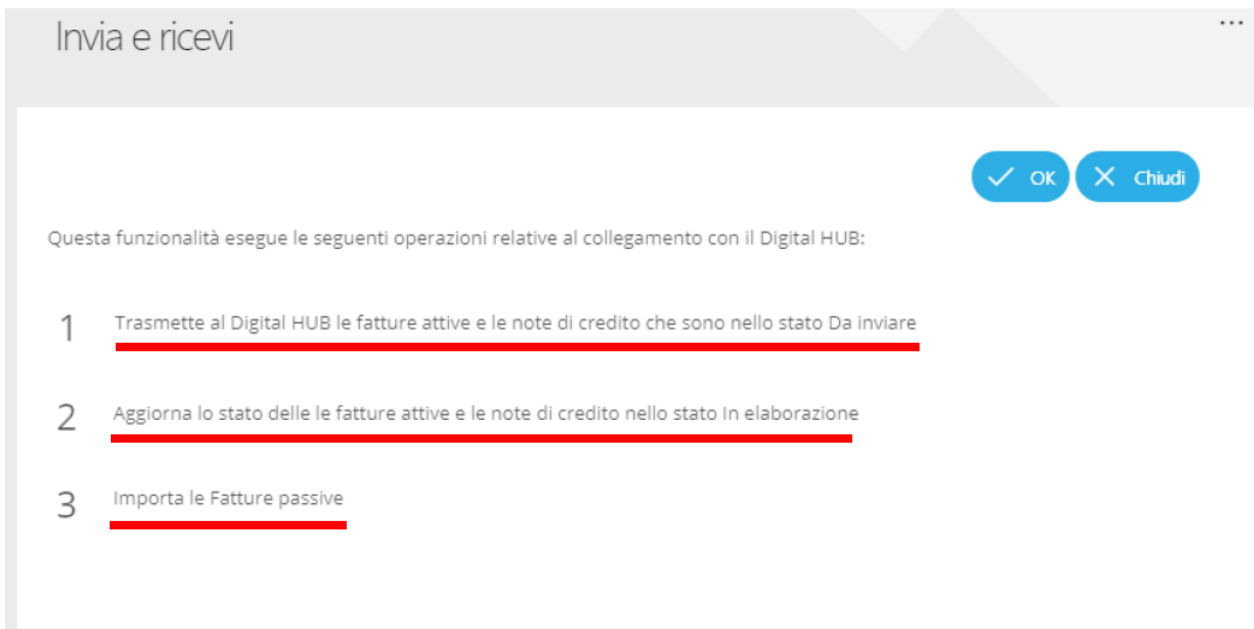 Invia e ricevi
...
OK
Chiudi
Questa funzionalità esegue le seguenti operazioni relative al collegamento con il Digital HUB:
1 Trasmette al Digital HUB le fatture attive e le note di credito che sono nello stato Da inviare
2 Aggiorna lo stato delle le fatture attive e le note di credito nello stato In elaborazione
3 Importa le Fatture passive